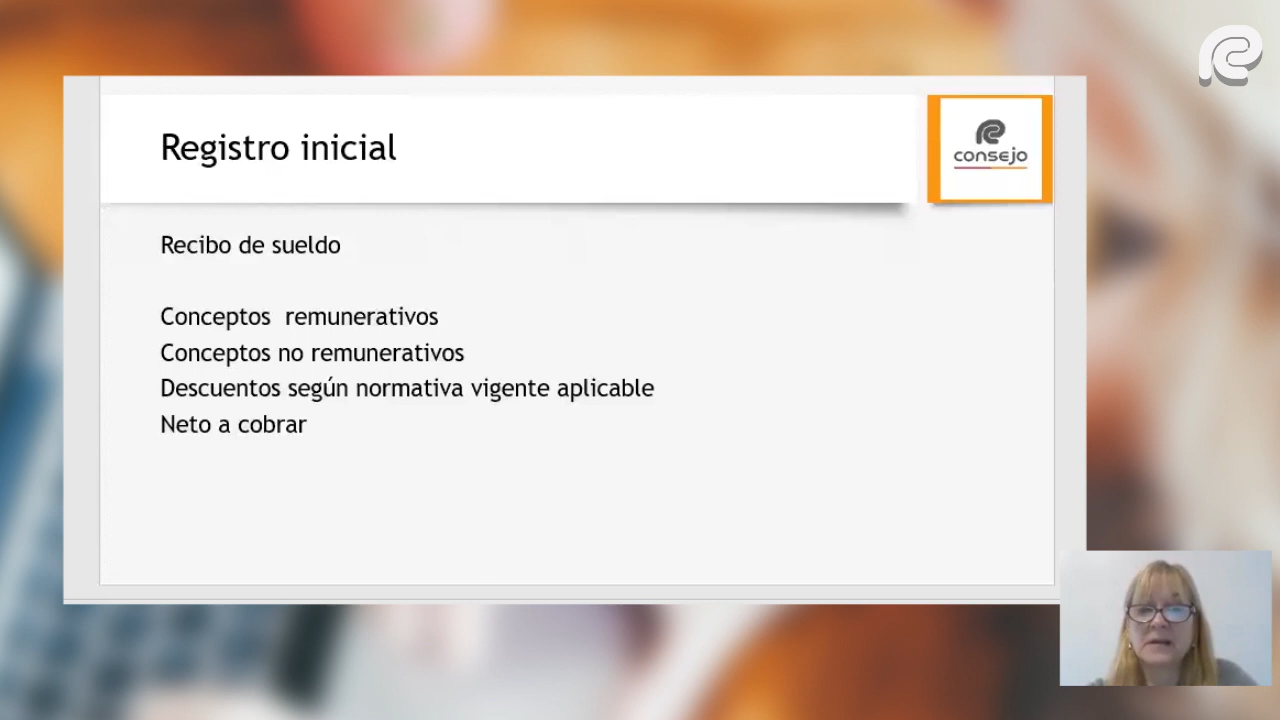 Registro inicial
consejo
Recibo de sueldo
Conceptos remunerativos
Conceptos no remunerativos
Descuentos según normativa vigente aplicable
Neto a cobrar